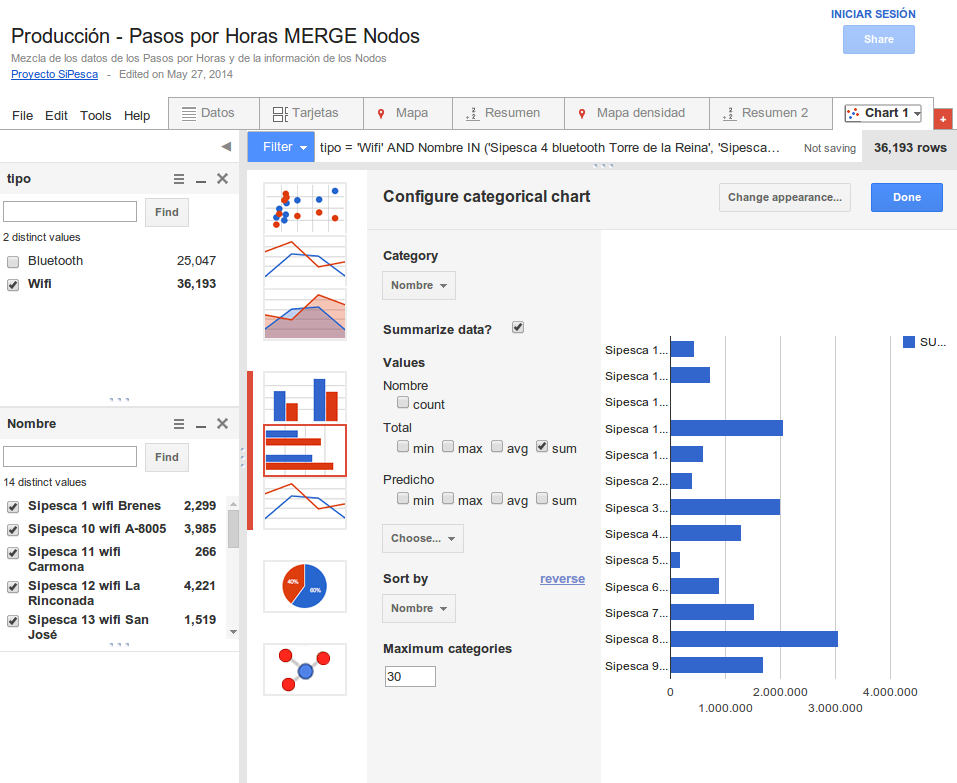 INICIAR SESIÓN
Producción - Pasos por Horas MERGE Nodos
Share
Mezcla de los datos de los Pasos por Horas y de la información de los Nodos
Proyecto SiPesca - Edited on May 27, 2014
File Edit Tools Help
Datos
Tarjetas
Mapa
Resumen
Mapa densidad
Resumen 2
Chart 1
+
Filter
tipo = 'Wifi' AND Nombre IN ('Sipesca 4 bluetooth Torre de la Reina', 'Sipesca...
Not saving
36,193 rows
tipo
Find
2 distinct values
Bluetooth 25,047
Wifi 36,193
Nombre
Find
14 distinct values
Sipesca 1 wifi Brenes 2,299
Sipesca 10 wifi A-8005 3,985
Sipesca 11 wifi 266
Carmona
Sipesca 12 wifi La 4,221
Rinconada
Sipesca 13 wifi San 1,519
José
40%
60%
Configure categorical chart
Change appearance...
Done
Category
Nombre
Summarize data?
Values
Nombre
count
Total
min max avg sum
Predicho
min max avg sum
Choose...
Sort by reverse
Nombre
Maximum categories
30
SU...
Sipesca 1...
Sipesca 1...
Sipesca 1...
Sipesca 1...
Sipesca 1...
Sipesca 2...
Sipesca 3...
Sipesca 4...
Sipesca 5...
Sipesca 6...
Sipesca 7...
Sipesca 8...
Sipesca 9...
0 2.000.000 4.000.000
1.000.000 3.000.000